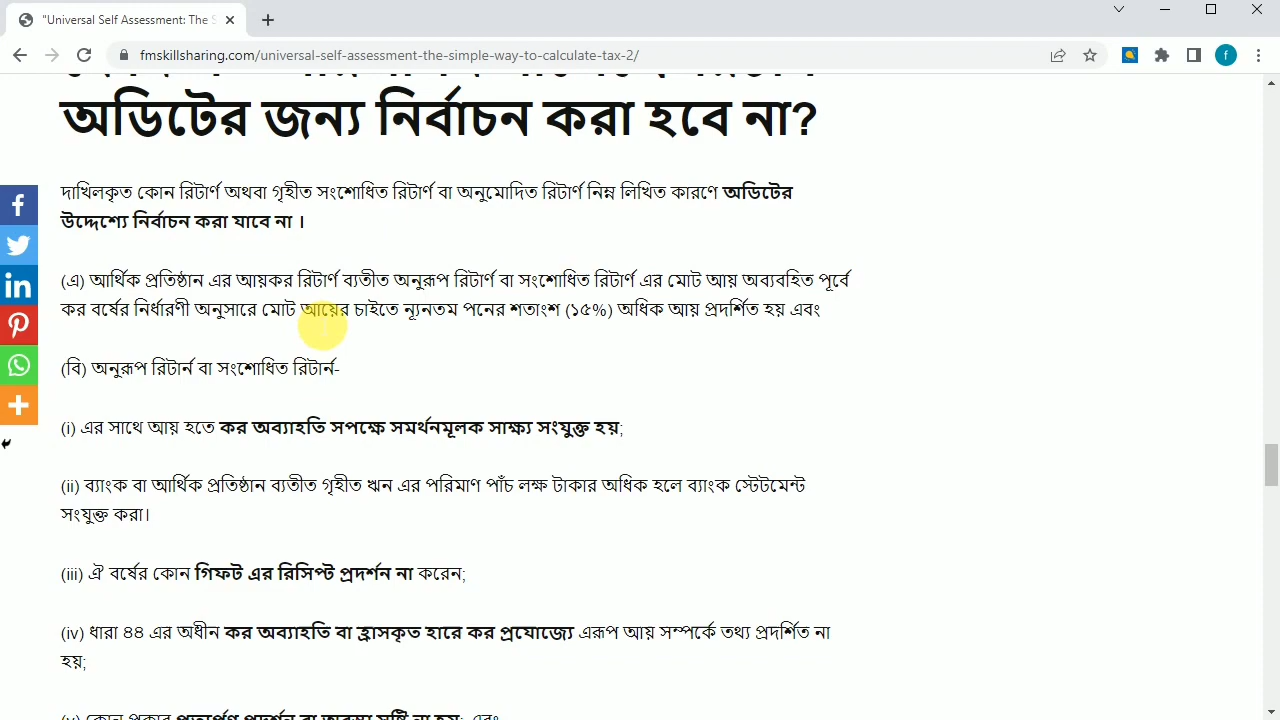 "Universal Self Assessment: The S
fmskillsharing.com/universal-self-assessment-the-simple-way-to-calculate-tax-2/
f
অডিটের জন্য নির্বাচন করা হবে না?
দাখিলকৃত কোন রিটার্ণ অথবা গৃহীত সংশোধিত রিটার্ণ বা অনুমোদিত রিটার্ণ নিম্ন লিখিত কারণে অডিটের
উদ্দেশ্যে নির্বাচন করা যাবে না ।
(এ) আর্থিক প্রতিষ্ঠান এর আয়কর রিটার্ণ ব্যতীত অনুরূপ রিটার্ণ বা সংশোধিত রিটার্ণ এর মোট আয় অব্যবহিত পূর্বে
কর বর্ষের নির্ধারণী অনুসারে মোট আয়ের চাইতে ন্যূনতম পনের শতাংশ (১৫%) অধিক আয় প্রদর্শিত হয় এবং
(বি) অনুরূপ রিটার্ন বা সংশোধিত রিটার্ন-
(i) এর সাথে আয় হতে কর অব্যাহতি সপক্ষে সমর্থনমূলক সাক্ষ্য সংযুক্ত হয়;
(ii) ব্যাংক বা আর্থিক প্রতিষ্ঠান ব্যতীত গৃহীত ঋন এর পরিমাণ পাঁচ লক্ষ টাকার অধিক হলে ব্যাংক স্টেটমেন্ট
সংযুক্ত করা।
(iii) ঐ বর্ষের কোন গিফট এর রিসিপ্ট প্রদর্শন না করেন;
(iv) ধারা ৪৪ এর অধীন কর অব্যাহতি বা হ্রাসকৃত হারে কর প্রযোজ্যে এরূপ আয় সম্পর্কে তথ্য প্রদর্শিত না
হয়;